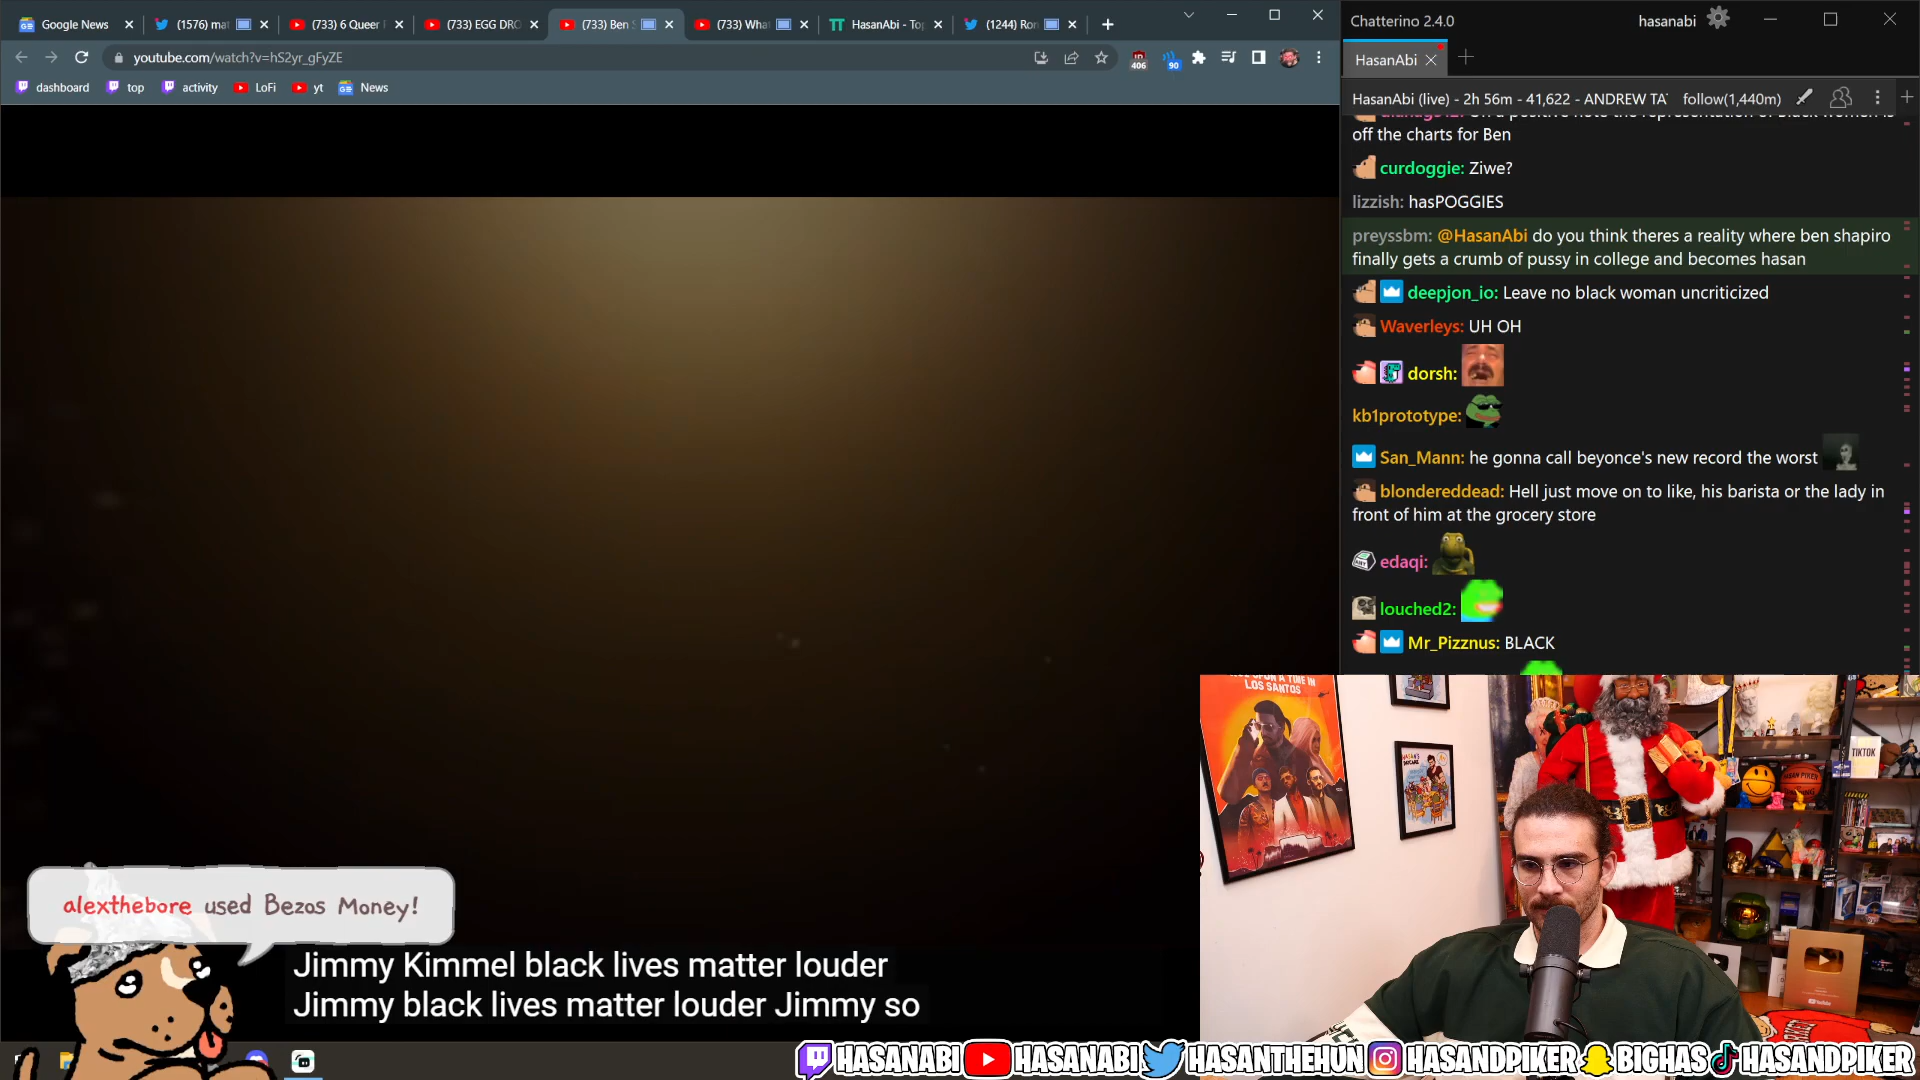 Google News
(1576) ma
(733) 6 Queer
(733) EGG DRO
(733) Ben
(733) Wha
HasanAbi - To
(1244) Ron
youtube.com/watch?v=hS2yr_gFyZE
406
90
dashboard
top
activity
LoFi
yt
News
Chatterino 2.4.0
hasanabi
HasanAbi
HasanAbi (live) - 2h 56m - 41,622 - ANDREW TA
follow(1,440m)
off the charts for Ben
curdoggie: Ziwe?
lizzish: hasPOGGIES
preyssbm: @HasanAbi do you think theres a reality where ben shapiro
finally gets a crumb of pussy in college and becomes hasan
deepjon_io: Leave no black woman uncriticized
Waverleys: UH OH
dorsh:
kb1prototype:
San_Mann: he gonna call beyonce's new record the worst
blondereddead: Hell just move on to like, his barista or the lady in
front of him at the grocery store
edaqi:
louched2:
Mr_Pizznus: BLACK
LOS SANTOS
TIKTOK
alexthebore used Bezos Money!
Jimmy Kimmel black lives matter louder
Jimmy black lives matter louder Jimmy so
HASANABI
HASANABI
HASANTHEHUN
HASANDPIKER
BIGHAS
HASANDPIKER